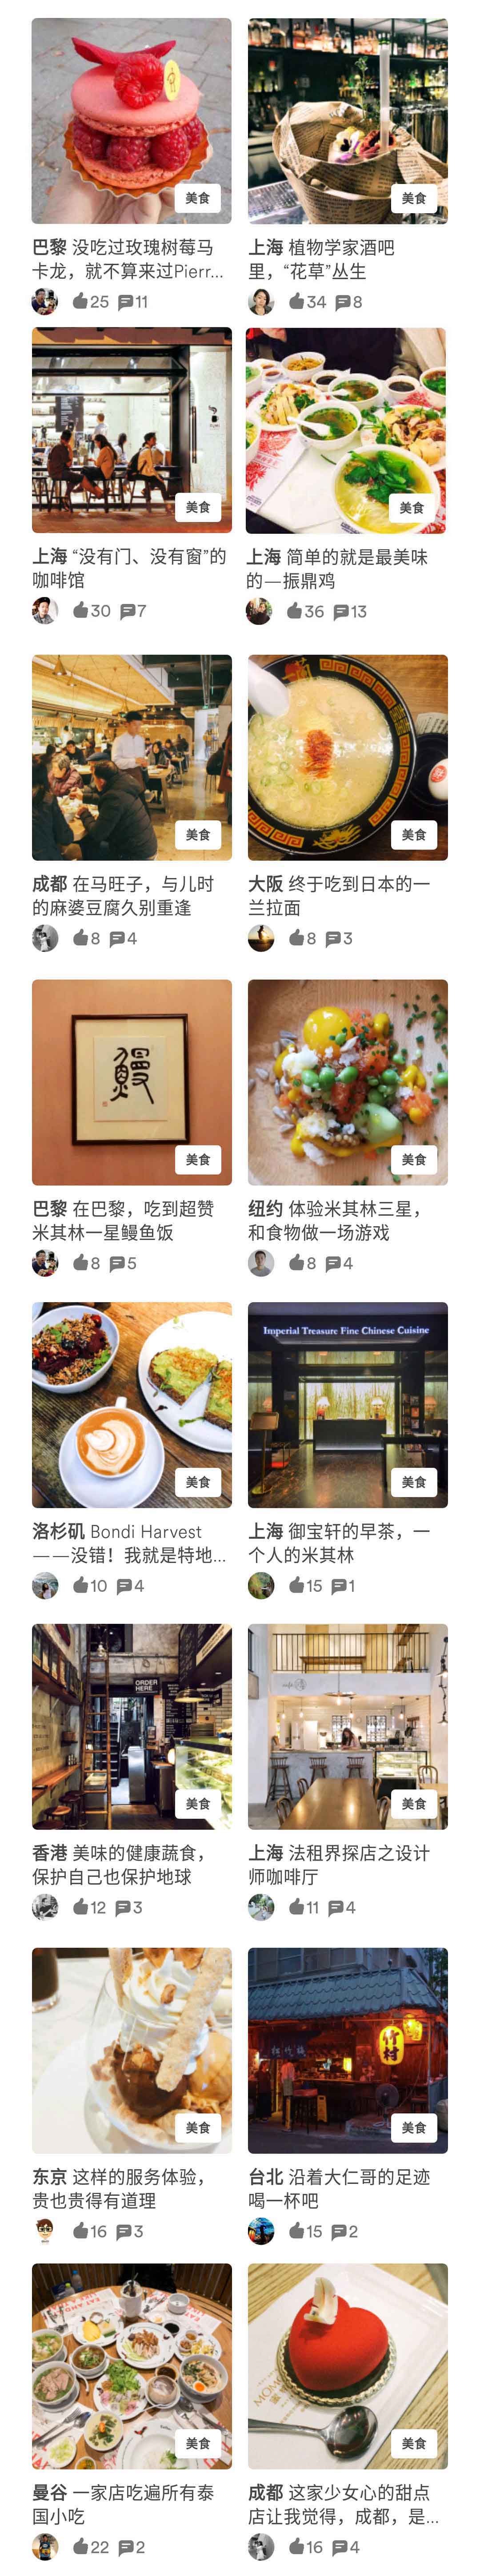 美食
美食
巴黎 没吃过玫瑰树莓马
卡龙，就不算来过Pierr...
25 11
上海 植物学家酒吧
里，“花草”丛生
34 8
美食
美食
上海 “没有门、没有窗”的
咖啡馆
30 7
上海 简单的就是最美味
的—振鼎鸡
36 13
美食
美食
成都 在马旺子，与儿时
的麻婆豆腐久别重逢
8 4
大阪 终于吃到日本的一
兰拉面
8 3
鰻
美食
美食
巴黎 在巴黎，吃到超赞
米其林一星鳗鱼饭
8 5
纽约 体验米其林三星，
和食物做一场游戏
8 4
Imperial Treasure Fine Chinese Cuisine
美食
美食
洛杉矶 Bondi Harvest
——没错！我就是特地...
10 4
上海 御宝轩的早茶，一
个人的米其林
15 1
ORDER
HERE
美食
cafe
美食
香港 美味的健康蔬食，
保护自己也保护地球
12 3
上海 法租界探店之设计
师咖啡厅
11 4
美食
竹村
美食
东京 这样的服务体验，
贵也贵得有道理
16 3
台北 沿着大仁哥的足迹
喝一杯吧
15 2
美食
美食
曼谷 一家店吃遍所有泰
国小吃
22 2
成都 这家少女心的甜点
店让我觉得，成都，是...
16 4